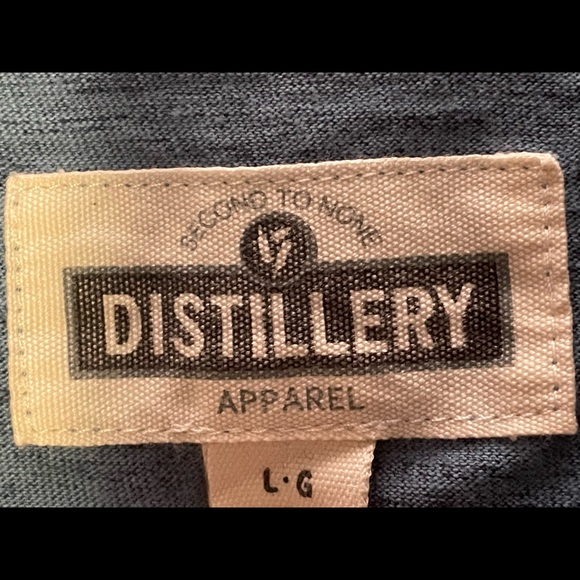 SECOND TO NONE
DISTILLERY
APPAREL
L·G